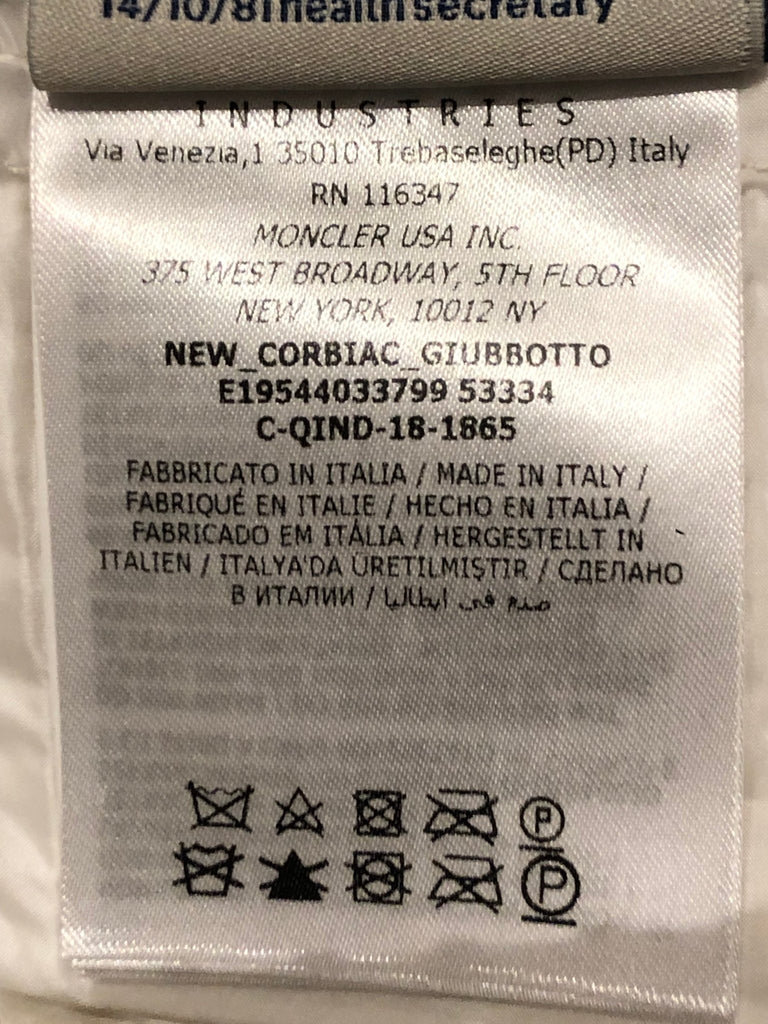 14/10/81 health secretary
INDUSTRIES
Via Venezia,1 35010 Trebaseleghe(PD) Italy
RN 116347
MONCLER USA INC.
375 WEST BROADWAY, 5TH FLOOR
NEW YORK, 10012 NY
NEW_CORBIAC_GIUBBOTTO
E19544033799 53334
C-QIND-18-1865
FABBRICATO IN ITALIA / MADE IN ITALY /
FABRIQUÉ EN ITALIE / HECHO EN ITALIA /
FABRICADO EM ITÁLIA / HERGESTELLT IN
ITALIEN / ITALYA'DA ÜRETILMIŞTIR / СДЕЛАНО
В ИТАЛИИ / صنع في ايطاليا
P
P